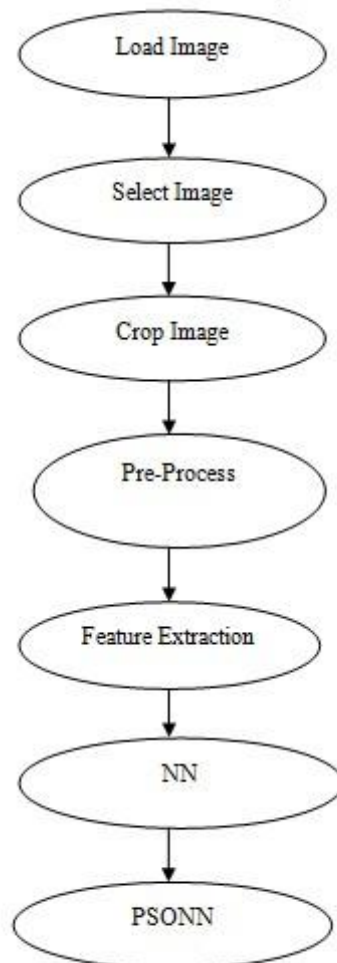 Load Image
Select Image
Crop Image
Pre-Process
Feature Extraction
NN
PSONN